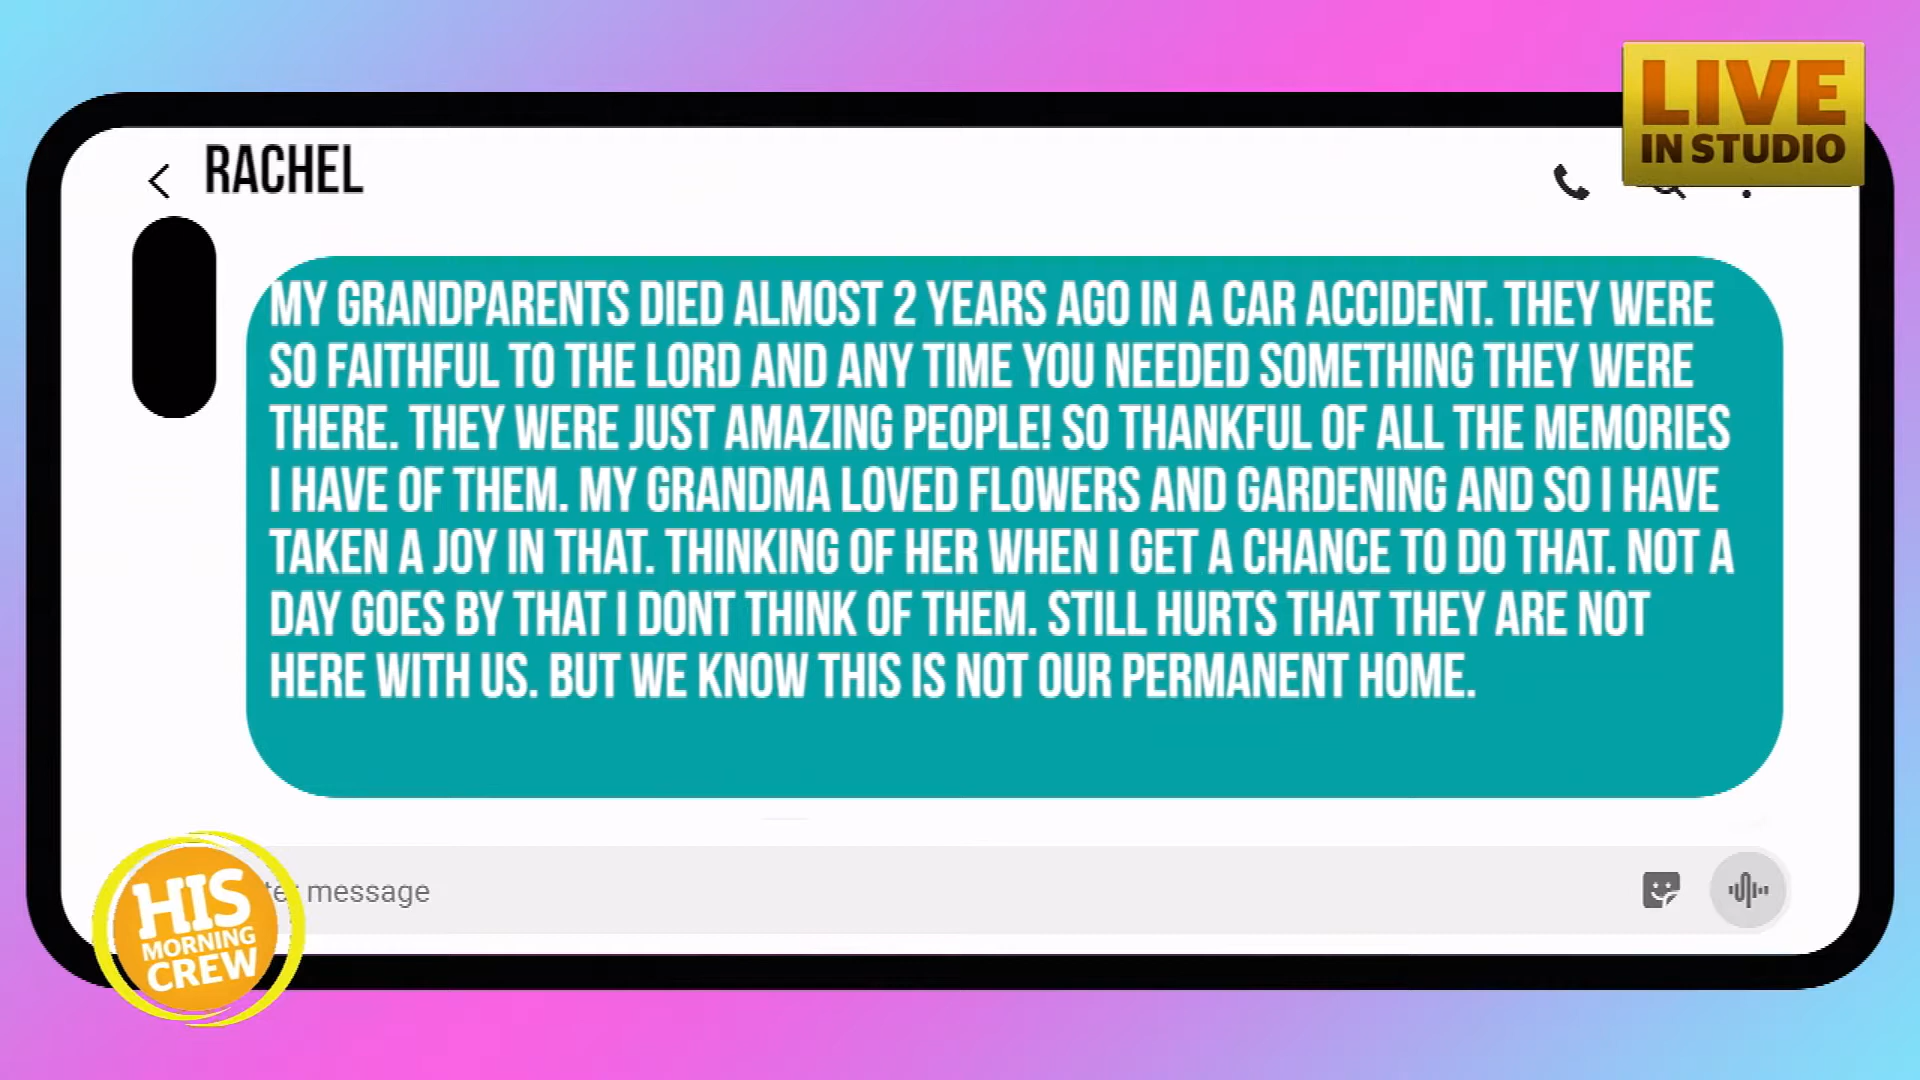 LIVE
IN STUDIO
RACHEL
MY GRANDPARENTS DIED ALMOST 2 YEARS AGO IN A CAR ACCIDENT. THEY WERE
SO FAITHFUL TO THE LORD AND ANY TIME YOU NEEDED SOMETHING THEY WERE
THERE. THEY WERE JUST AMAZING PEOPLE! SO THANKFUL OF ALL THE MEMORIES
I HAVE OF THEM. MY GRANDMA LOVED FLOWERS AND GARDENING AND SO I HAVE
TAKEN A JOY IN THAT. THINKING OF HER WHEN I GET A CHANCE TO DO THAT. NOT A
DAY GOES BY THAT I DONT THINK OF THEM. STILL HURTS THAT THEY ARE NOT
HERE WITH US. BUT WE KNOW THIS IS NOT OUR PERMANENT HOME.
message
HIS
MORNING
CREW